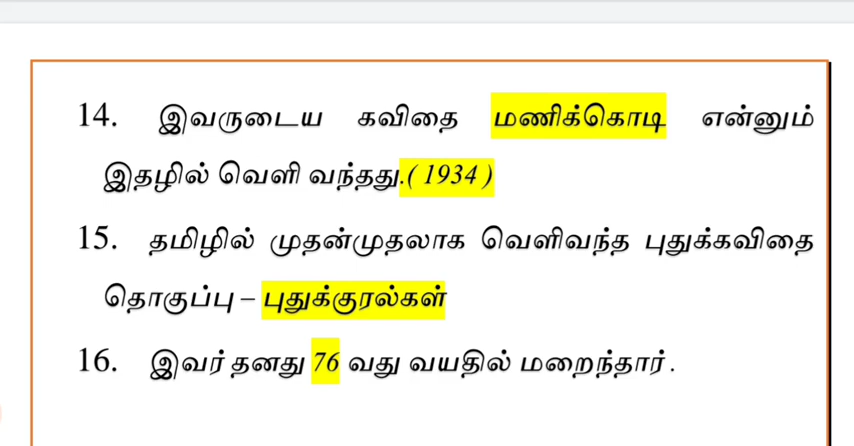 14. இவருடைய கவிதை மணிக்கொடி என்னும்
இதழில் வெளி வந்தது.( 1934 )
15. தமிழில் முதன்முதலாக வெளிவந்த புதுக்கவிதை
தொகுப்பு – புதுக்குரல்கள்
16. இவர் தனது 76 வது வயதில் மறைந்தார் .